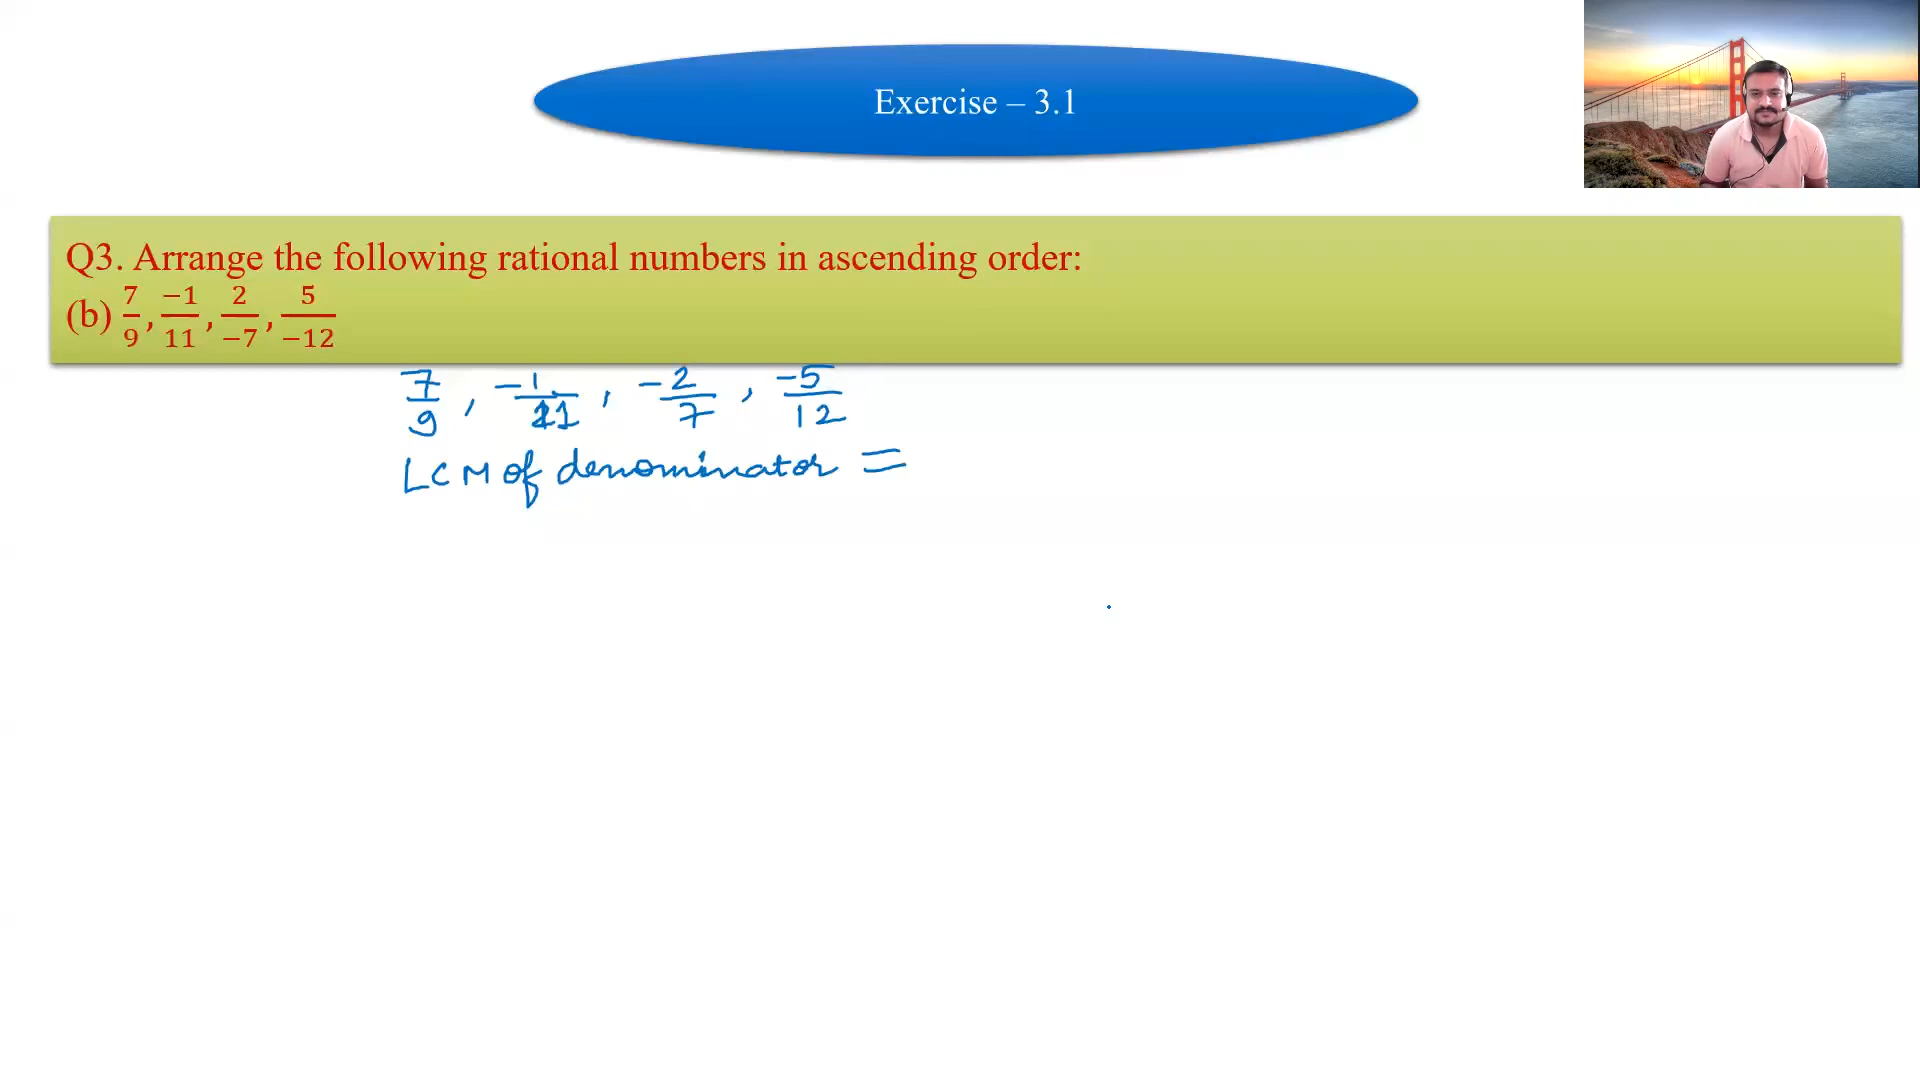 Exercise – 3.1
Q3. Arrange the following rational numbers in ascending order:
(b) 7/9, −1/11, 2/−7, 5/−12
7/9, -1/11, -2/7, -5/12
LCM of denominator =